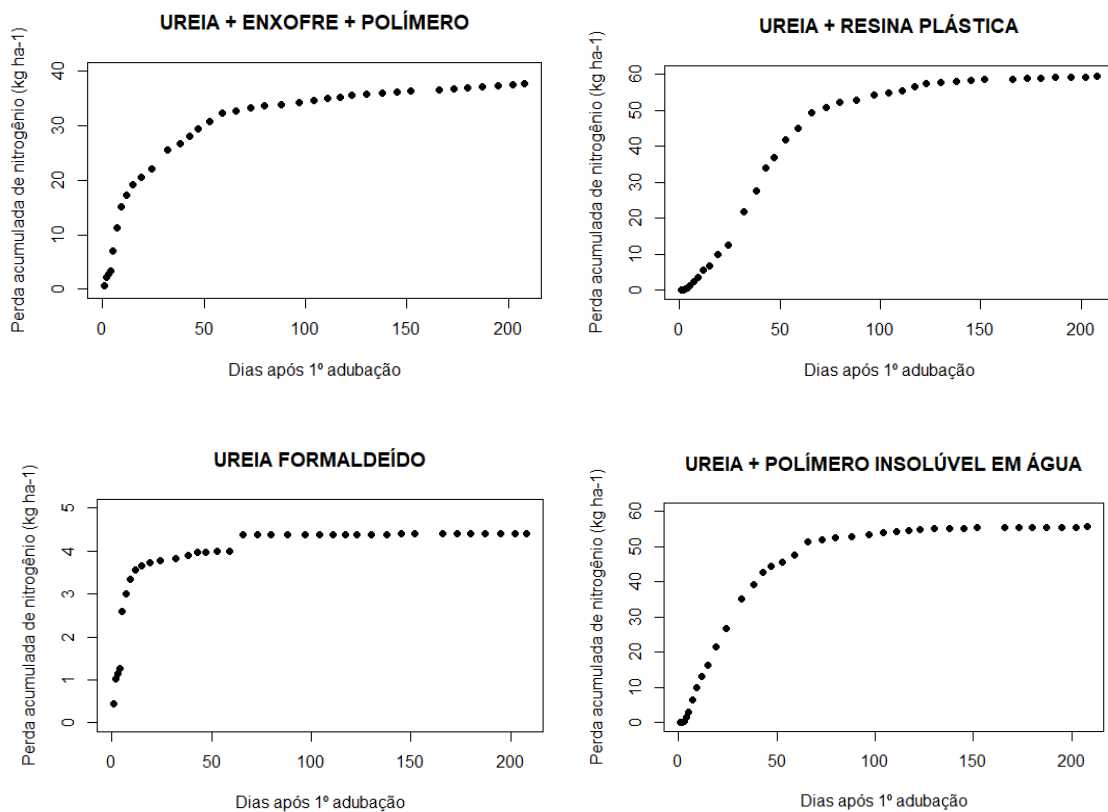 UREIA + ENXOFRE + POLÍMERO
Perda acumulada de nitrogênio (kg ha-1)
0 10 20 30 40
0 50 100 150 200
Dias após 1º adubação
UREIA + RESINA PLÁSTICA
Perda acumulada de nitrogênio (kg ha-1)
0 10 20 30 40 50 60
0 50 100 150 200
Dias após 1º adubação
UREIA FORMALDEÍDO
Perda acumulada de nitrogênio (kg ha-1)
0 1 2 3 4 5
0 50 100 150 200
Dias após 1º adubação
UREIA + POLÍMERO INSOLÚVEL EM ÁGUA
Perda acumulada de nitrogênio (kg ha-1)
0 10 20 30 40 50 60
0 50 100 150 200
Dias após 1º adubação